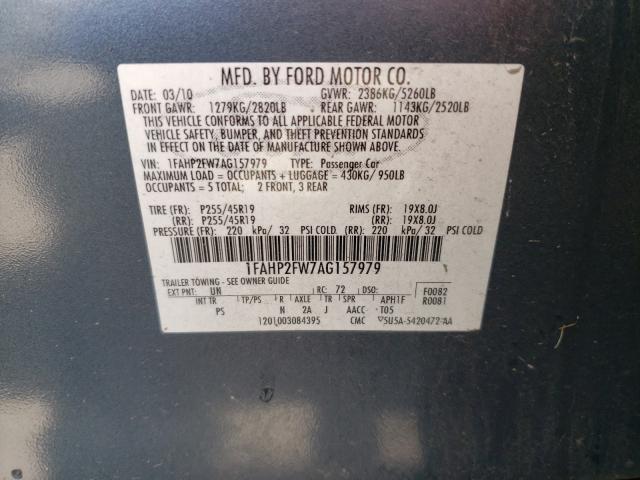 MFD. BY FORD MOTOR CO.
DATE: 03/10 GVWR: 2386KG/5260LB
FRONT GAWR: 1279KG/2820LB REAR GAWR: 1143KG/2520LB
THIS VEHICLE CONFORMS TO ALL APPLICABLE FEDERAL MOTOR
VEHICLE SAFETY, BUMPER, AND THEFT PREVENTION STANDARDS
IN EFFECT ON THE DATE OF MANUFACTURE SHOWN ABOVE.
VIN: 1FAHP2FW7AG157979 TYPE: Passenger Car
MAXIMUM LOAD = OCCUPANTS + LUGGAGE = 430KG/ 950LB
OCCUPANTS = 5 TOTAL; 2 FRONT, 3 REAR
TIRE (FR): P255/45R19 RIMS (FR): 19X8.0J
(RR): P255/45R19 (RR): 19X8.0J
PRESSURE (FR): 220 kPa/ 32 PSI COLD. (RR): 220 kPa/ 32 PSI COLD
1FAHP2FW7AG157979
TRAILER TOWING - SEE OWNER GUIDE
EXT PNT: UN RC: 72 DSO: F0082
INT TR TP/PS R AXLE TR SPR APH1F R0081
PS N 2A J AACC T05
1201003084395 CMC 5U5A-5420472-AA